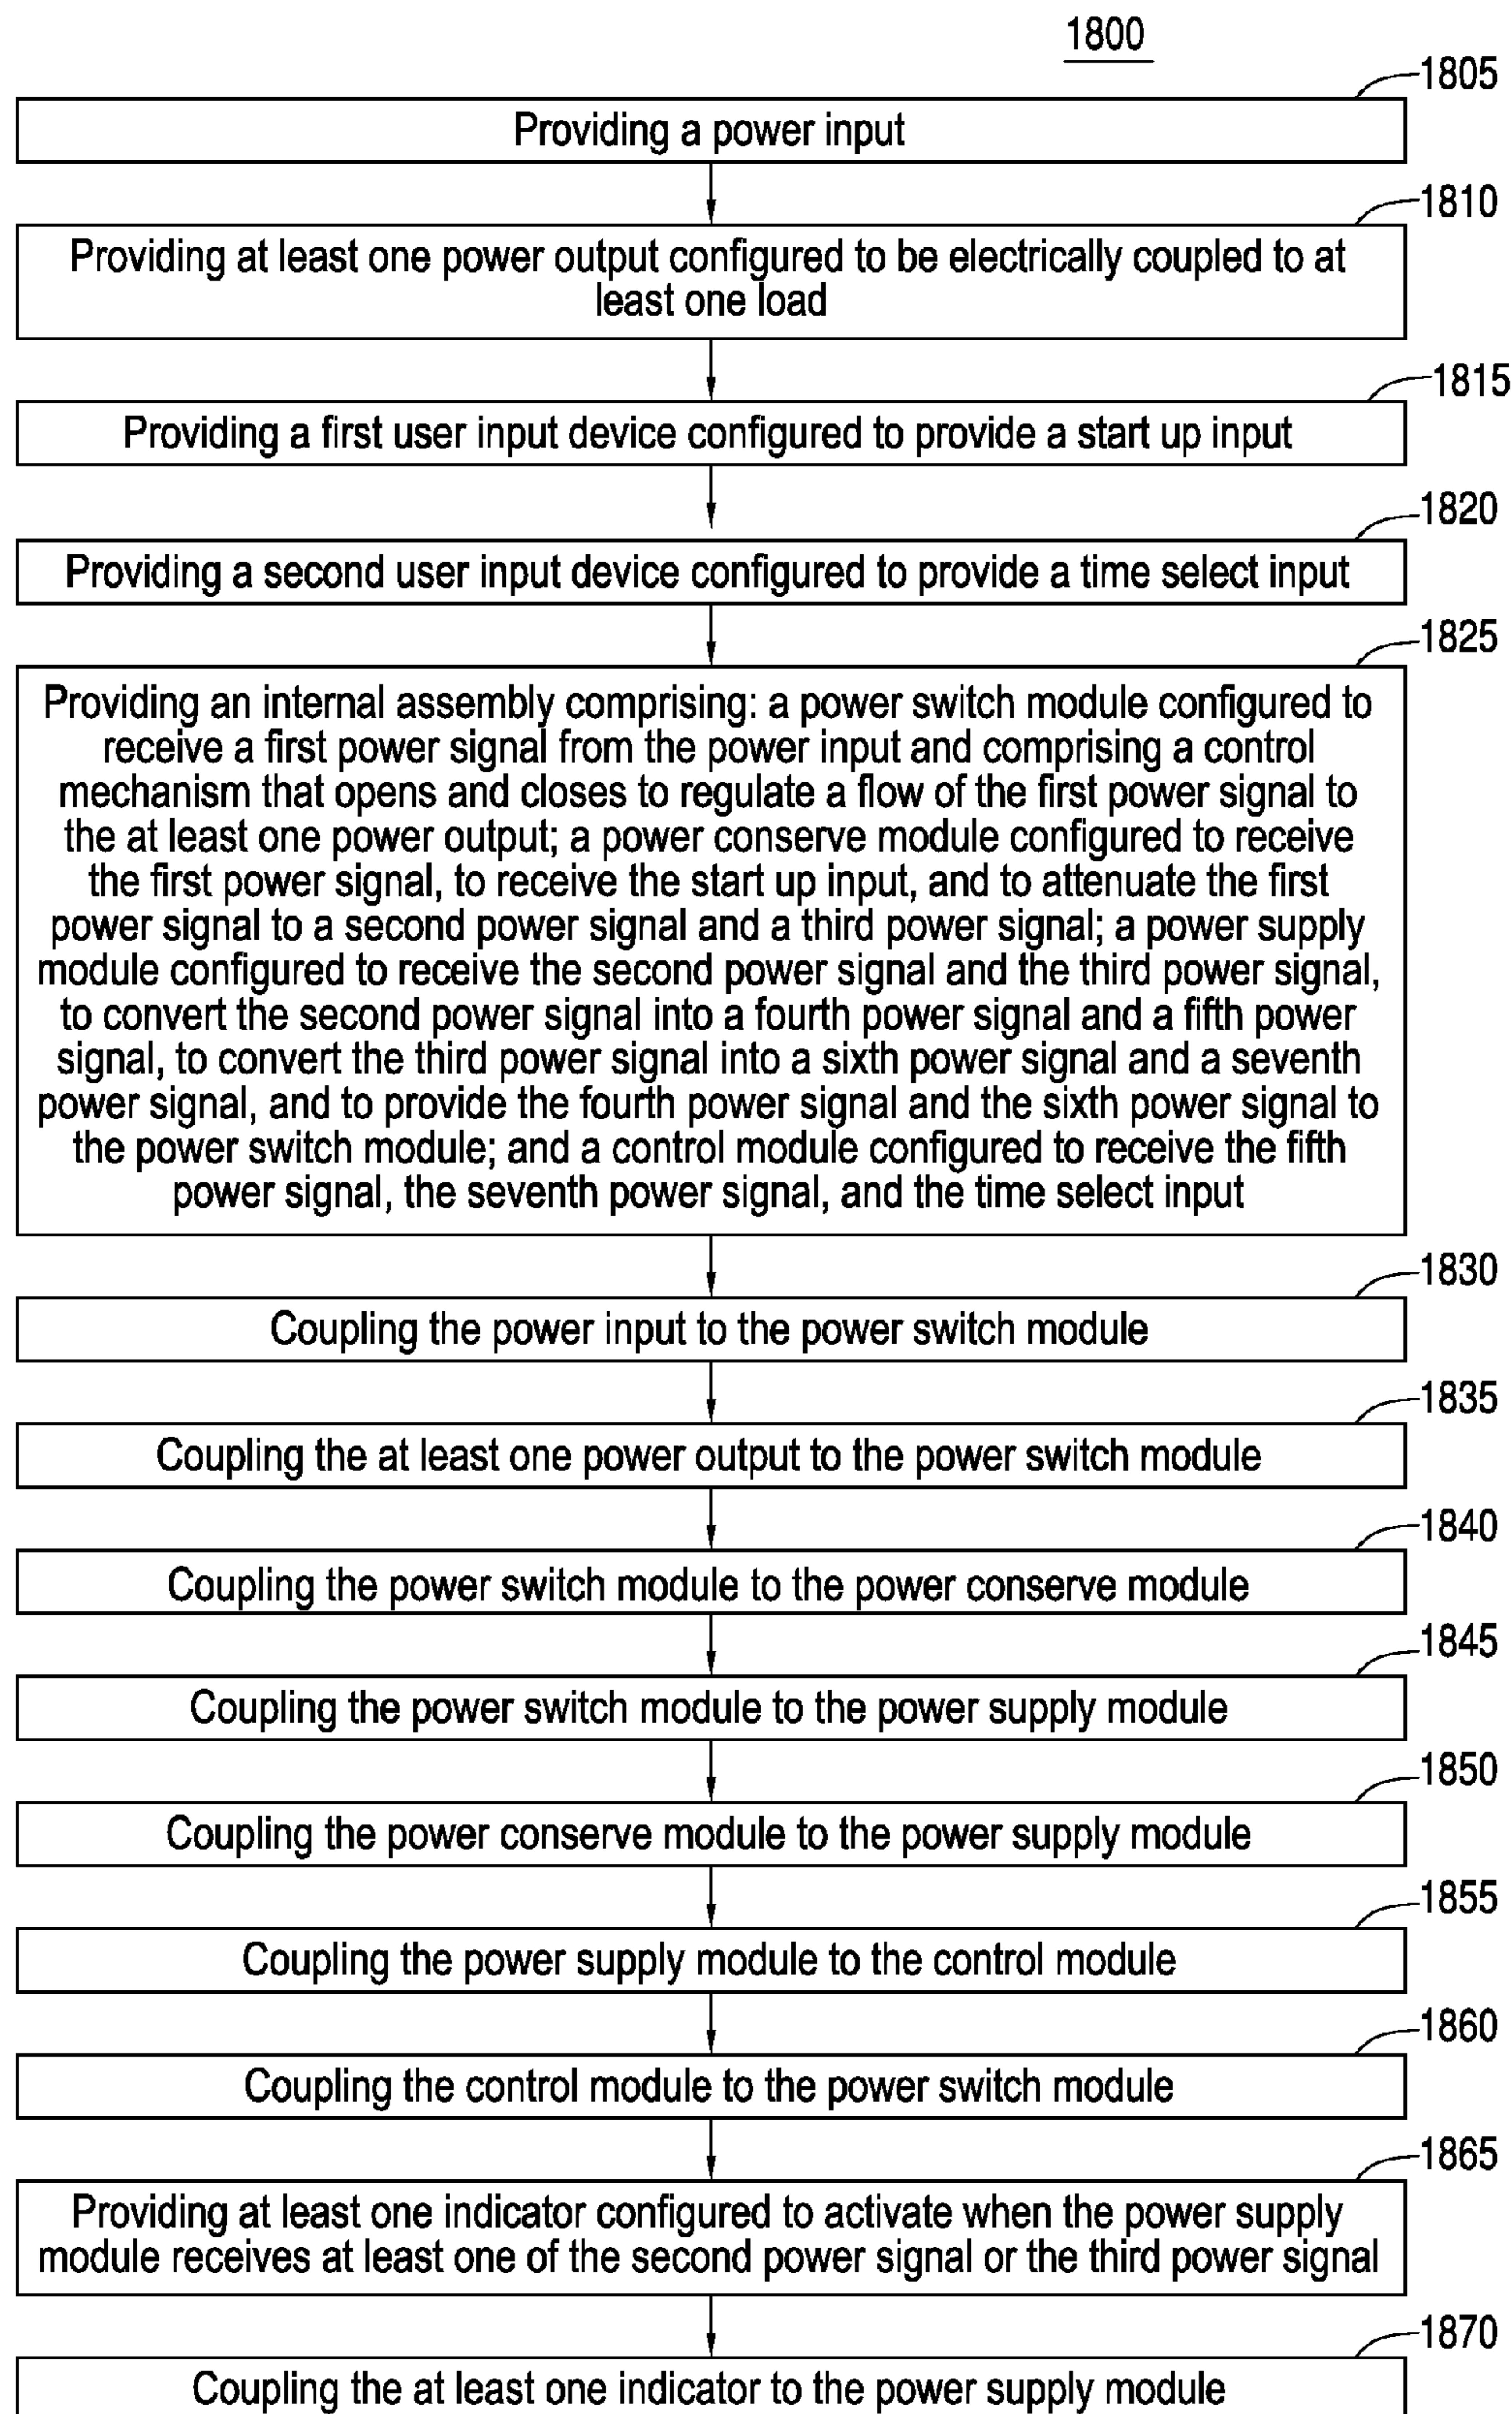 1800
1805
Providing a power input
1810
Providing at least one power output configured to be electrically coupled to at
least one load
1815
Providing a first user input device configured to provide a start up input
1820
Providing a second user input device configured to provide a time select input
1825
Providing an internal assembly comprising: a power switch module configured to
receive a first power signal from the power input and comprising a control
mechanism that opens and closes to regulate a flow of the first power signal to
the at least one power output; a power conserve module configured to receive
the first power signal, to receive the start up input, and to attenuate the first
power signal to a second power signal and a third power signal; a power supply
module configured to receive the second power signal and the third power signal,
to convert the second power signal into a fourth power signal and a fifth power
signal, to convert the third power signal into a sixth power signal and a seventh
power signal, and to provide the fourth power signal and the sixth power signal to
the power switch module; and a control module configured to receive the fifth
power signal, the seventh power signal, and the time select input
1830
Coupling the power input to the power switch module
1835
Coupling the at least one power output to the power switch module
1840
Coupling the power switch module to the power conserve module
1845
Coupling the power switch module to the power supply module
1850
Coupling the power conserve module to the power supply module
1855
Coupling the power supply module to the control module
1860
Coupling the control module to the power switch module
1865
Providing at least one indicator configured to activate when the power supply
module receives at least one of the second power signal or the third power signal
1870
Coupling the at least one indicator to the power supply module